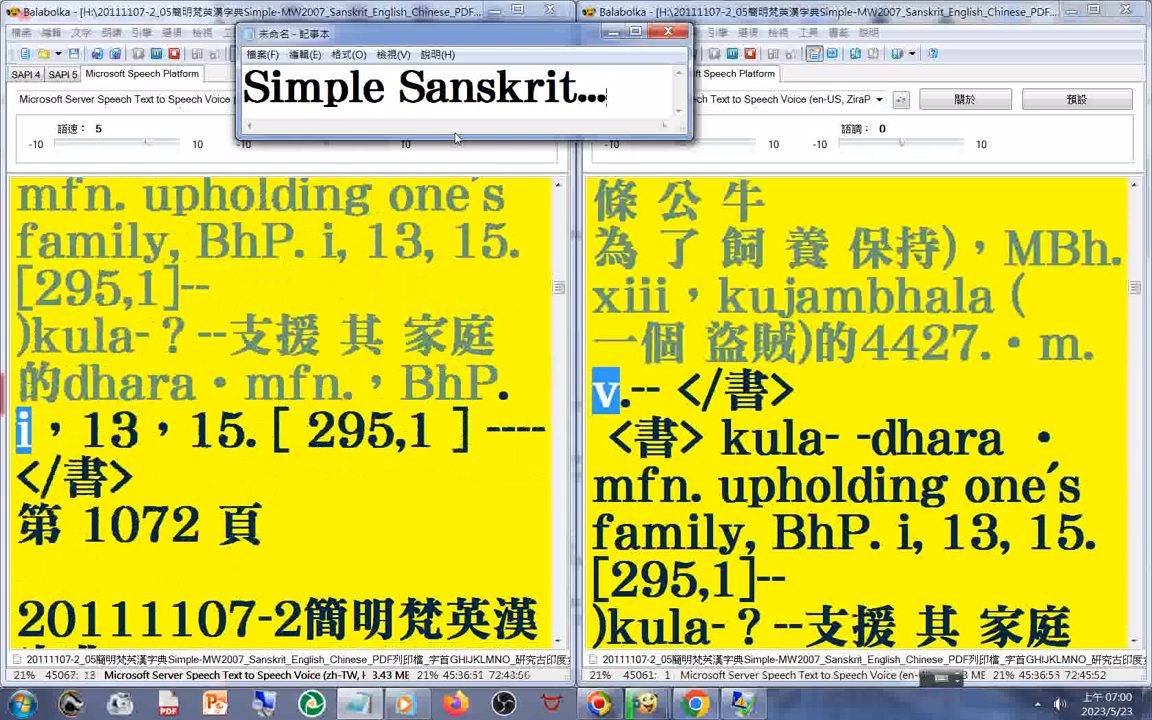 Balabolka - [H:\20111107-2_05簡明梵英漢字典Simple-MW2007_Sanskrit_English_Chinese_PDF...
Balabolka - [H:\20111107-2_05簡明梵英漢字典Simple-MW2007_Sanskrit_English_Chinese_PDF...
未命名 - 記事本
檔案(F) 編輯(E) 格式(O) 檢視(V) 說明(H)
Simple Sanskrit...
SAPI 4 SAPI 5 Microsoft Speech Platform
Speech Platform
Microsoft Server Speech Text to Speech Voice
ch Text to Speech Voice (en-US, ZiraP
關於 預設
語速: 5
-10 10
10
語調: 0
-10 10
mfn. upholding one´s
family, BhP. i, 13, 15.
[295,1]--
)kula-？--支援 其 家庭
的dhara・mfn.，BhP.
i，13，15. [ 295,1 ] ----
</書>
第 1072 頁
20111107-2簡明梵英漢
條 公 牛
為 了 飼 養 保持)，MBh.
xiii，kujambhala (
一個 盜賊)的4427.・m.
v.-- </書>
<書> kula- -dhara ・
mfn. upholding one´s
family, BhP. i, 13, 15.
[295,1]--
)kula-？--支援 其 家庭
20111107-2_05簡明梵英漢字典Simple-MW2007_Sanskrit_English_Chinese_PDF列印檔_字首GHIJKLMNO_研究古印度
20111107-2_05簡明梵英漢字典Simple-MW2007_Sanskrit_English_Chinese_PDF列印檔_字首GHIJKLMNO_研究古印度
21% 45067: 13 Microsoft Server Speech Text to Speech Voice (zh-TW, 3.43 ME 21% 45:36:53 72:48:56
21% 45061: 1 Microsoft Server Speech Text to Speech Voice 21% 45:36:51 72:45:52
上午 07:00
2023/5/23